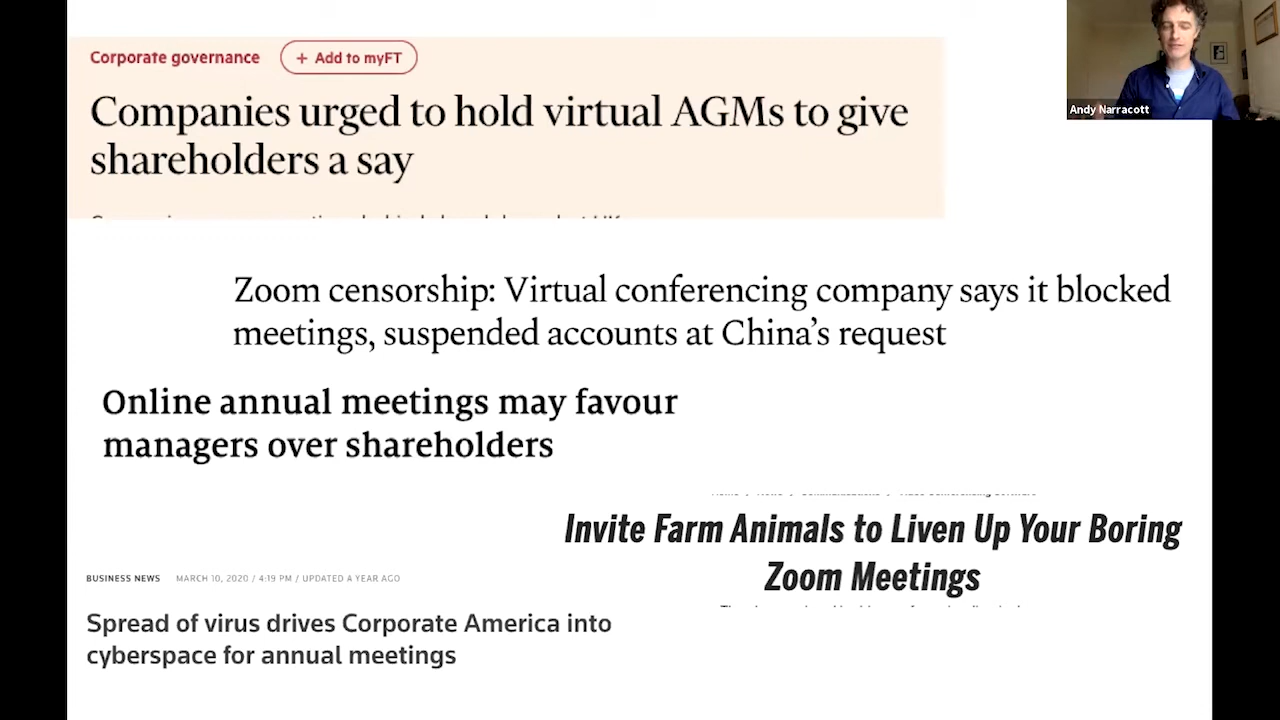 Corporate governance
+ Add to myFT
Companies urged to hold virtual AGMs to give
shareholders a say
Andy Narracott
Zoom censorship: Virtual conferencing company says it blocked
meetings, suspended accounts at China’s request
Online annual meetings may favour
managers over shareholders
Invite Farm Animals to Liven Up Your Boring
Zoom Meetings
BUSINESS NEWS MARCH 10, 2020 / 4:19 PM / UPDATED A YEAR AGO
Spread of virus drives Corporate America into
cyberspace for annual meetings